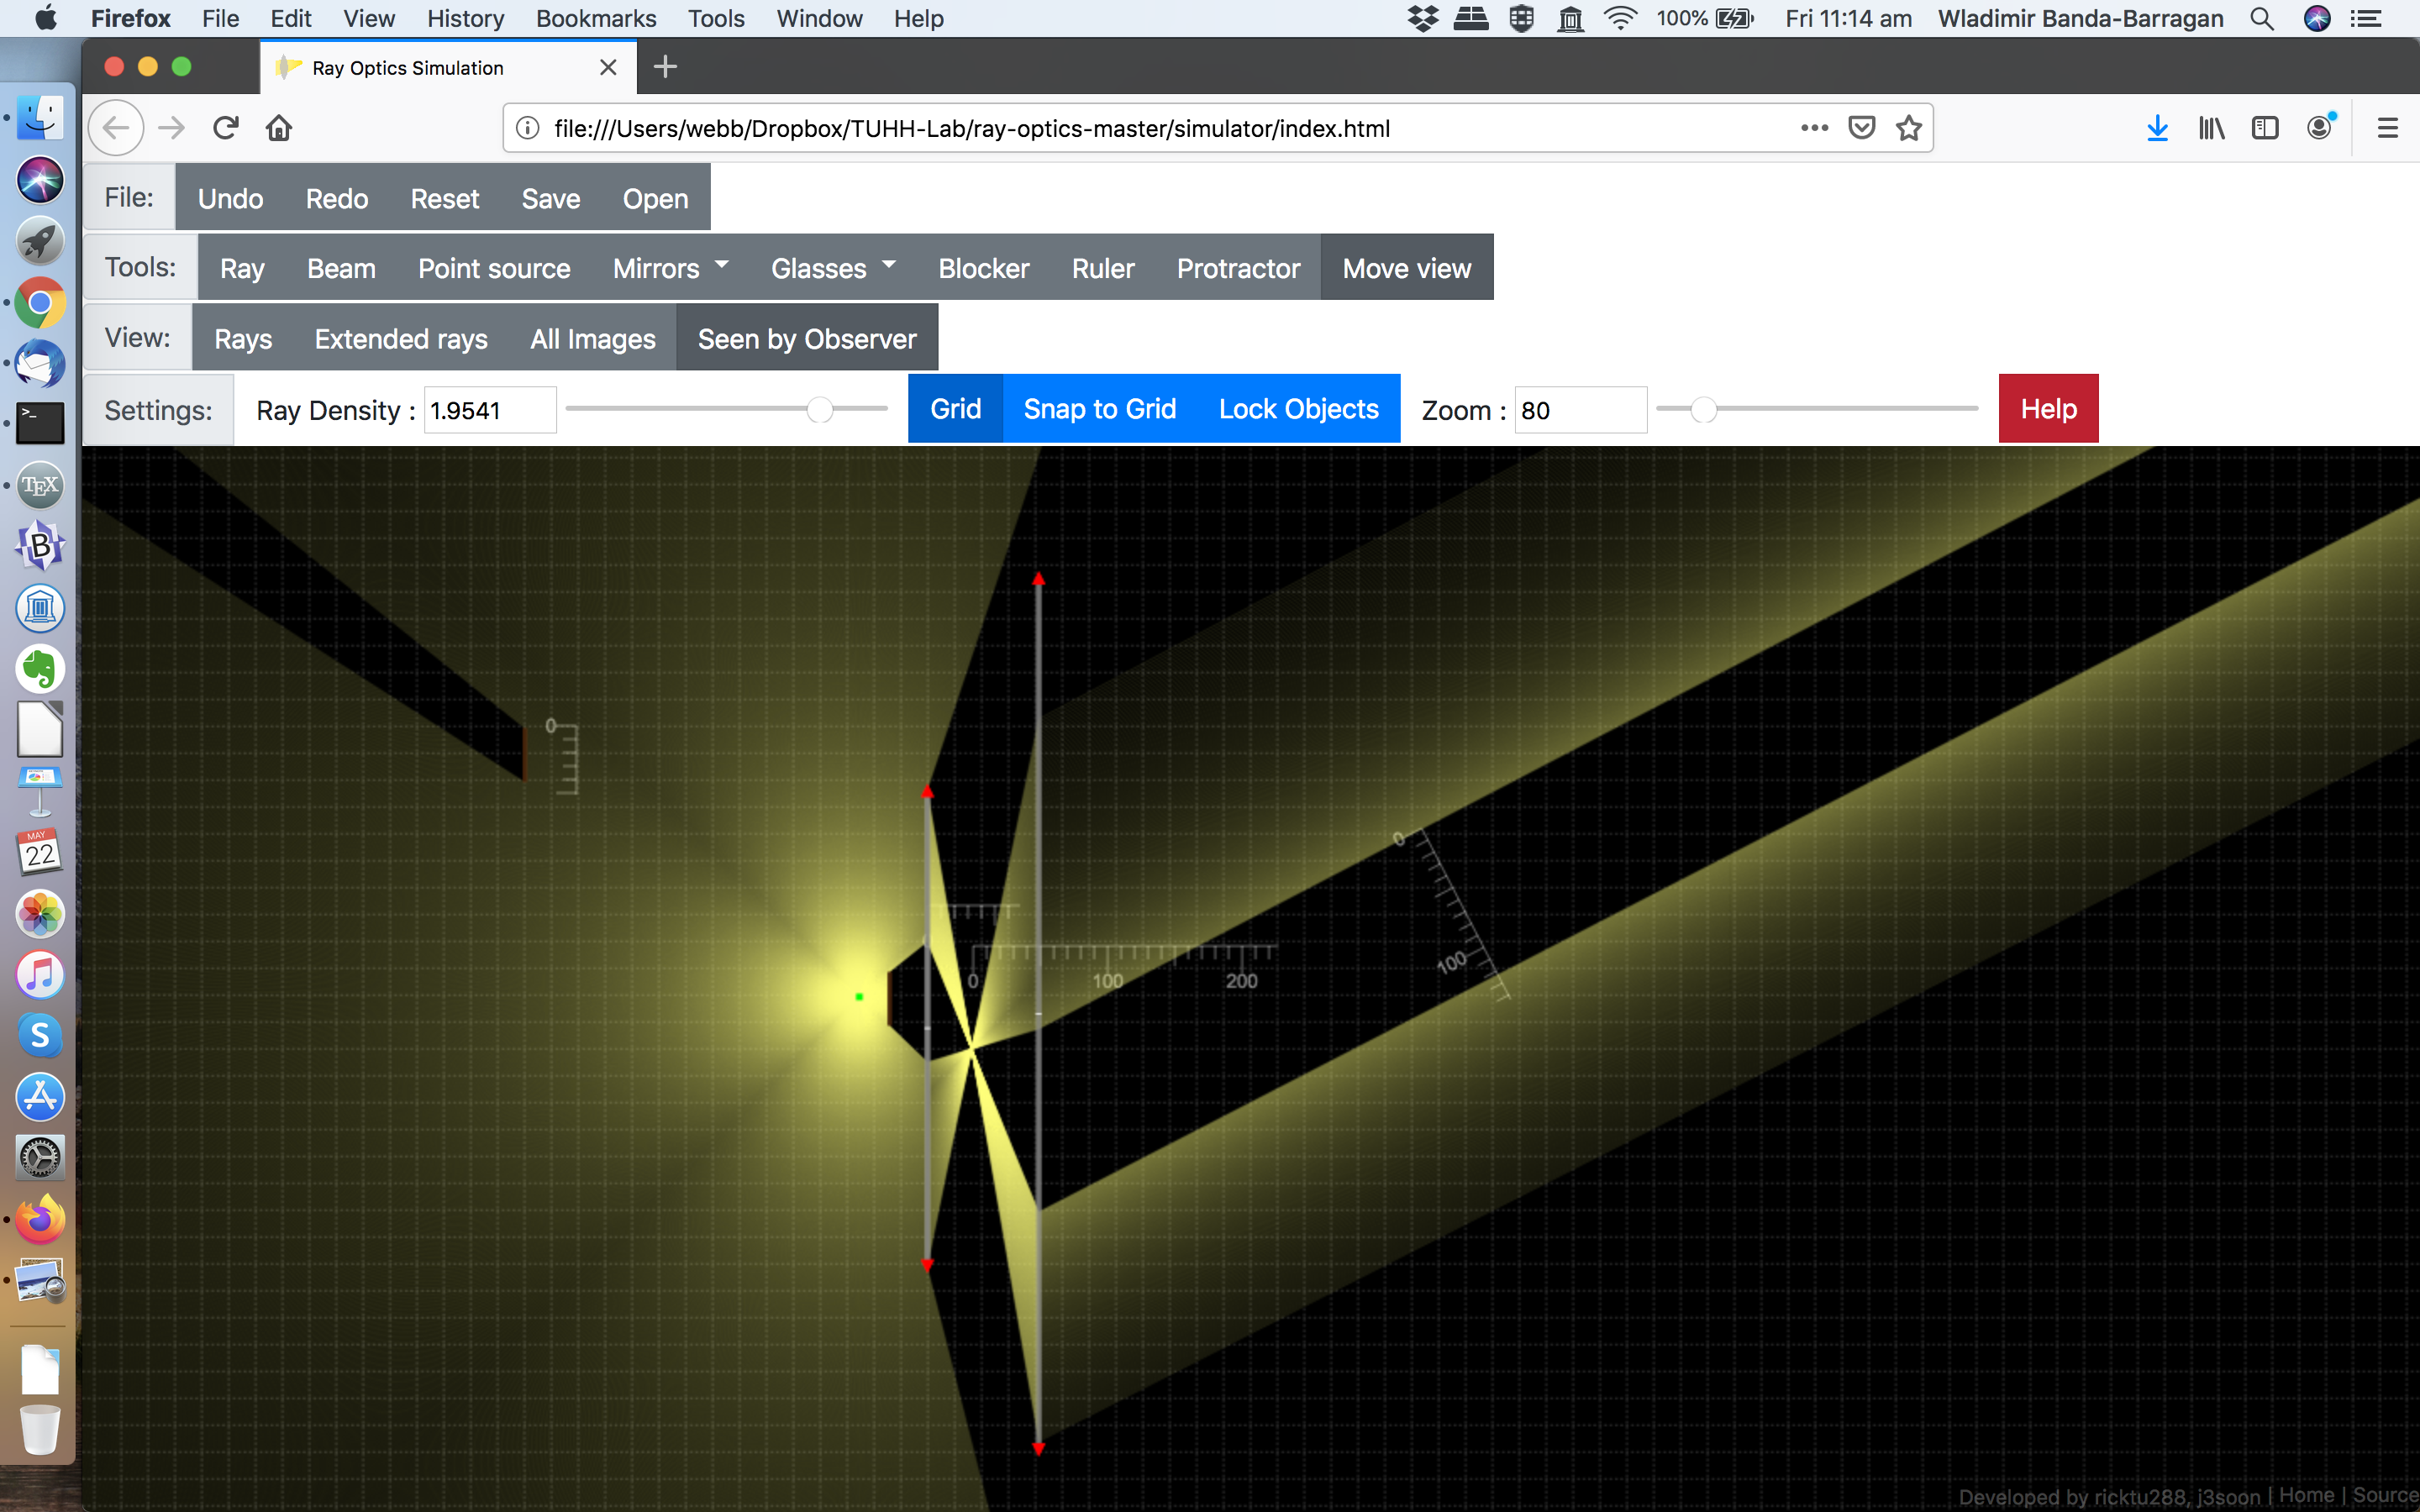 Firefox File Edit View History Bookmarks Tools Window Help 100% Fri 11:14 am Wladimir Banda-Barragan
Ray Optics Simulation
file:///Users/webb/Dropbox/TUHH-Lab/ray-optics-master/simulator/index.html
File: Undo Redo Reset Save Open
Tools: Ray Beam Point source Mirrors Glasses Blocker Ruler Protractor Move view
View: Rays Extended rays All Images Seen by Observer
Settings: Ray Density : 1.9541 Grid Snap to Grid Lock Objects Zoom : 80 Help
>_
TEX
B
MAY
22
S
0
0
100
0 100 200
Developed by ricktu288, j3soon | Home | Source